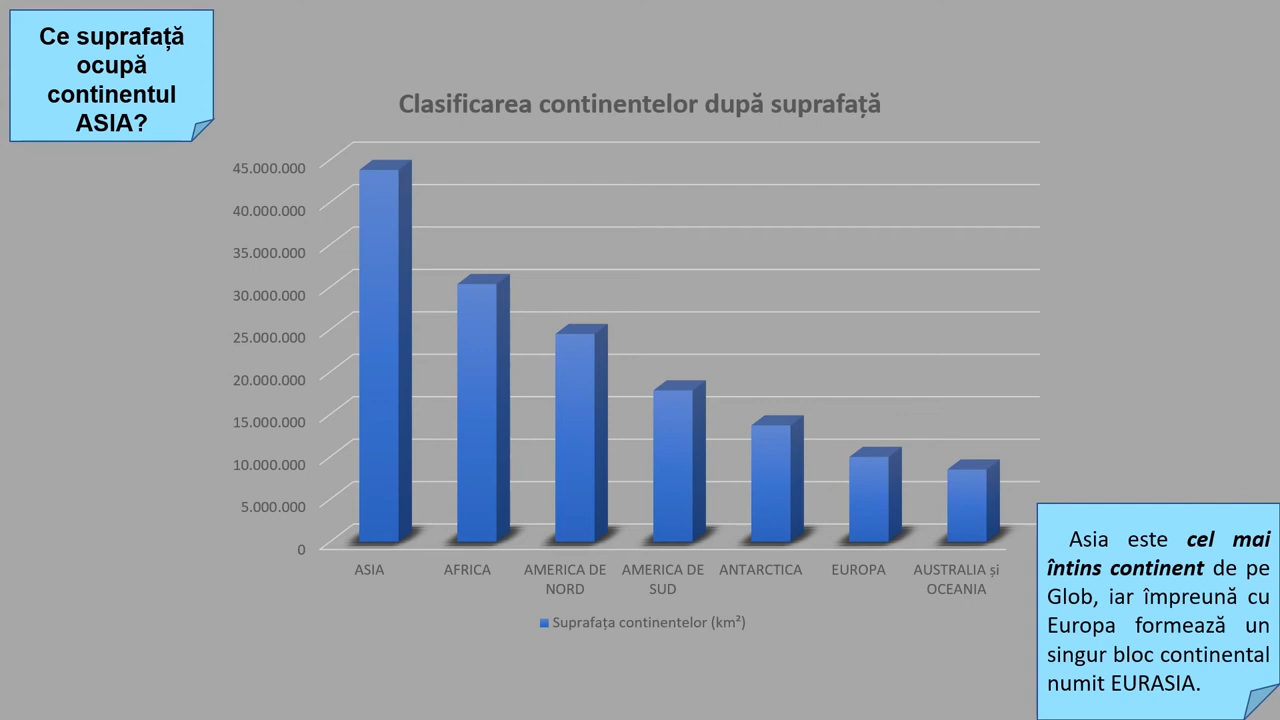 Ce suprafață
ocupă
continentul
ASIA?
Clasificarea continentelor după suprafață
45.000.000
40.000.000
35.000.000
30.000.000
25.000.000
20.000.000
15.000.000
10.000.000
5.000.000
0
ASIA
AFRICA
AMERICA DE
NORD
AMERICA DE
SUD
ANTARCTICA
EUROPA
AUSTRALIA și
OCEANIA
Suprafața continentelor (km²)
Asia este cel mai
întins continent de pe
Glob, iar împreună cu
Europa formează un
singur bloc continental
numit EURASIA.